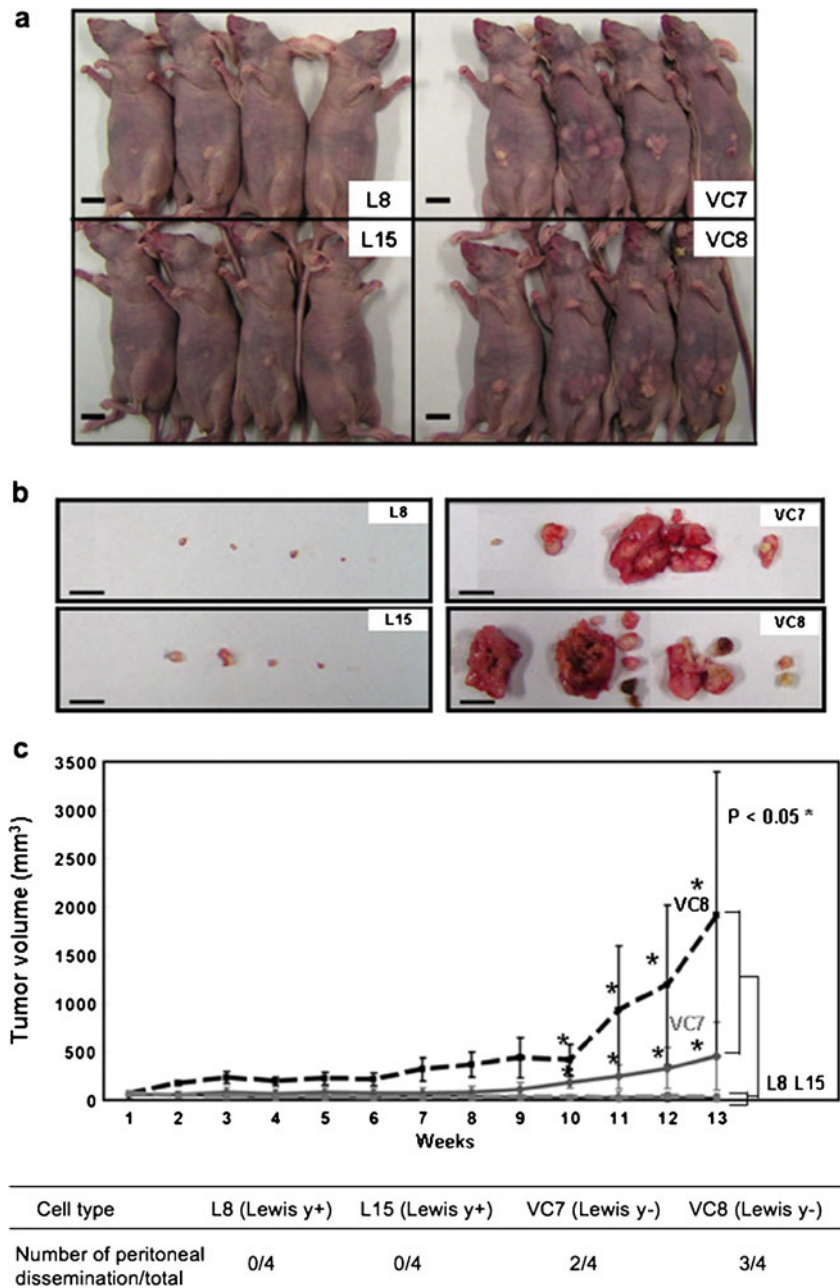 a
L8
VC7
L15
VC8
b
L8
VC7
L15
VC8
c
Tumor volume (mm³)
3500
3000
2500
2000
1500
1000
500
0
P < 0.05 *
*
VC8
*
*
*
VC7
*
*
*
*
L8 L15
1 2 3 4 5 6 7 8 9 10 11 12 13
Weeks
Cell type L8 (Lewis y+) L15 (Lewis y+) VC7 (Lewis y-) VC8 (Lewis y-)
Number of peritoneal
dissemination/total 0/4 0/4 2/4 3/4